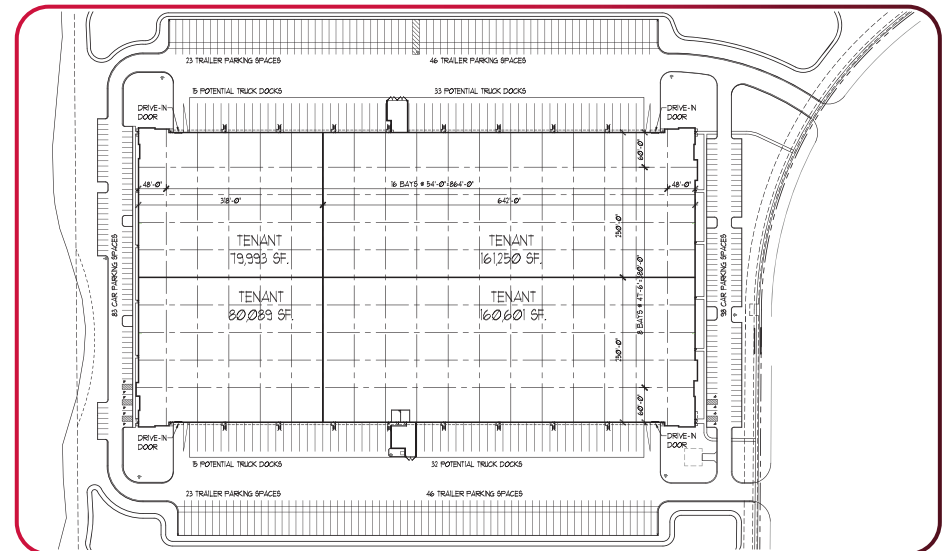 23 TRAILER PARKING SPACES
46 TRAILER PARKING SPACES
15 POTENTIAL TRUCK DOCKS
33 POTENTIAL TRUCK DOCKS
DRIVE-IN
DOOR
DRIVE-IN
DOOR
60'-0"
48'-0"
16 BAYS @ 54'-0"=864'-0"
48'-0"
318'-0"
642'-0"
250'-0"
TENANT
79,993 SF.
TENANT
161,250 SF.
83 CAR PARKING SPACES
8 BAYS @ 47'-6"=380'-0"
93 CAR PARKING SPACES
TENANT
80,089 SF.
TENANT
160,601 SF.
250'-0"
60'-0"
DRIVE-IN
DOOR
DRIVE-IN
DOOR
15 POTENTIAL TRUCK DOCKS
32 POTENTIAL TRUCK DOCKS
23 TRAILER PARKING SPACES
46 TRAILER PARKING SPACES